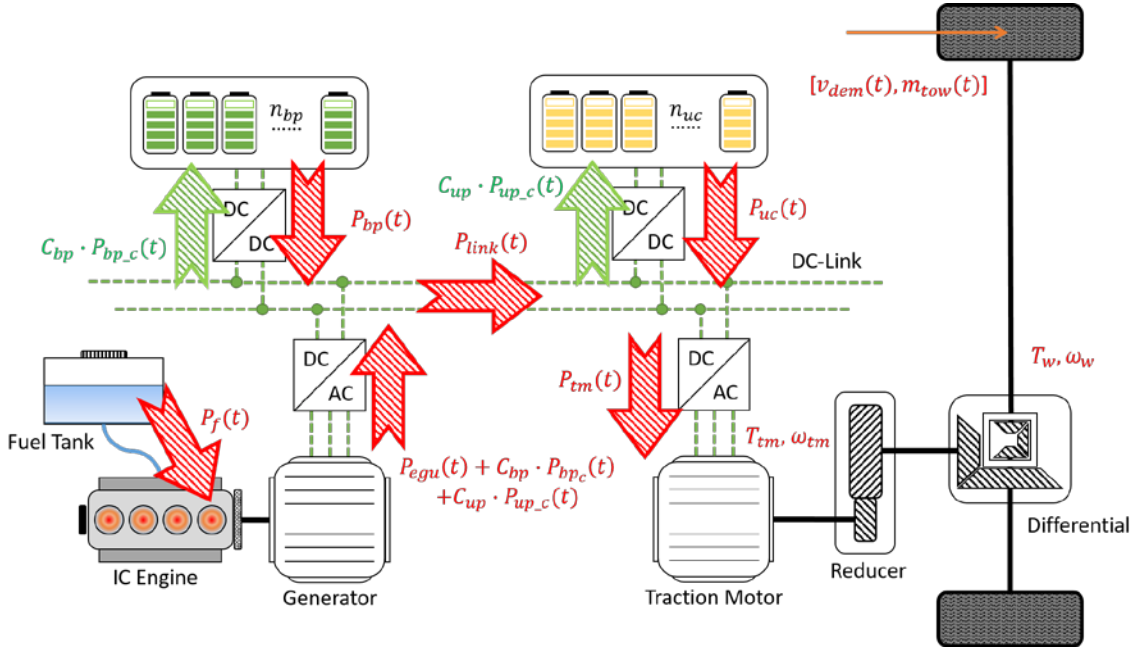 [v_dem(t), m_tow(t)]
n_bp
......
n_uc
......
DC
DC
DC
DC
C_up · P_up_c(t)
P_bp(t)
P_uc(t)
C_bp · P_bp_c(t)
P_link(t)
DC-Link
DC
AC
DC
AC
T_w, ω_w
P_tm(t)
P_f(t)
Fuel Tank
T_tm, ω_tm
P_egu(t) + C_bp · P_bp_c(t)
+C_up · P_up_c(t)
Differential
IC Engine
Generator
Traction Motor
Reducer